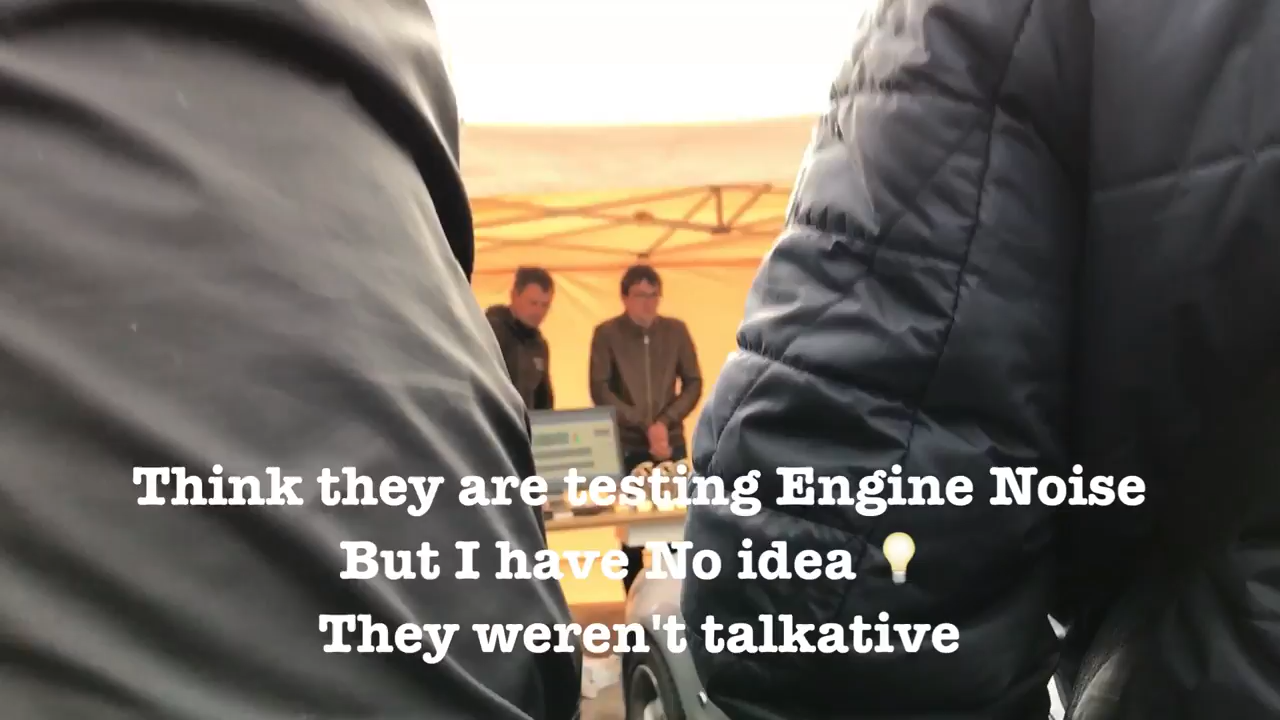 Think they are testing Engine Noise
But I have No idea 💡
They weren't talkative